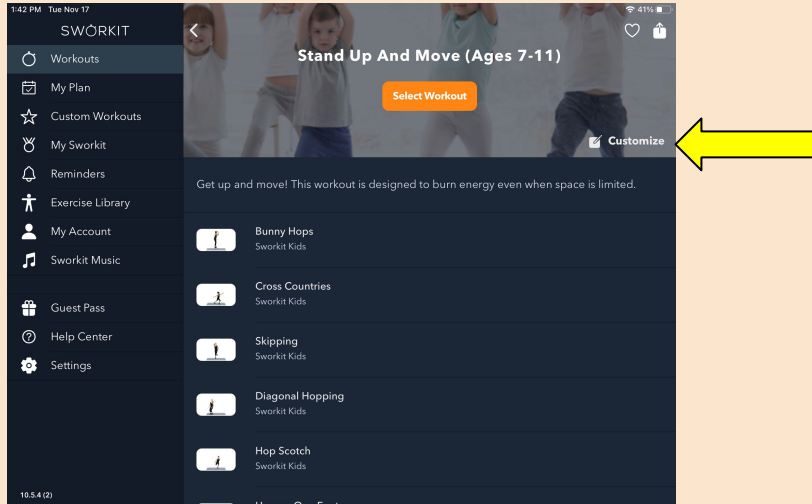 1:42 PM Tue Nov 17
41%
SWORKIT
Workouts
My Plan
Custom Workouts
My Sworkit
Reminders
Exercise Library
My Account
Sworkit Music
Guest Pass
Help Center
Settings
10.5.4 (2)
Stand Up And Move (Ages 7-11)
Select Workout
Customize
Get up and move! This workout is designed to burn energy even when space is limited.
Bunny Hops
Sworkit Kids
Cross Countries
Sworkit Kids
Skipping
Sworkit Kids
Diagonal Hopping
Sworkit Kids
Hop Scotch
Sworkit Kids